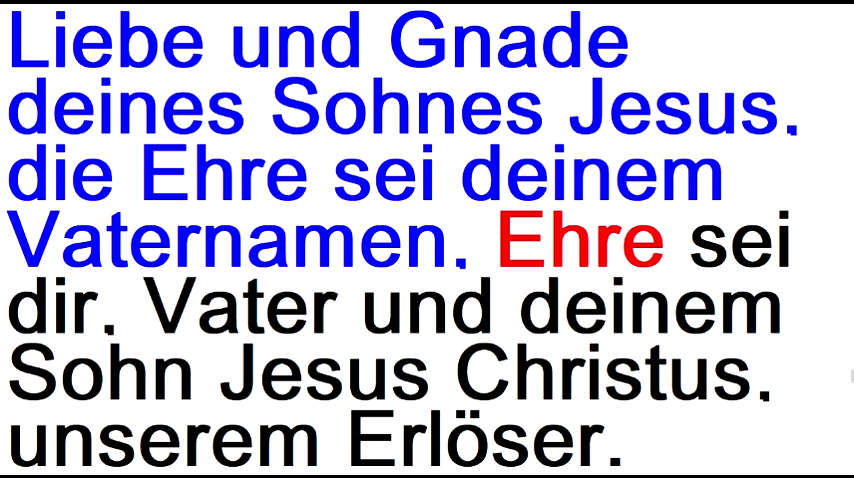 Liebe und Gnade
deines Sohnes Jesus,
die Ehre sei deinem
Vaternamen. Ehre sei
dir, Vater und deinem
Sohn Jesus Christus,
unserem Erlöser.